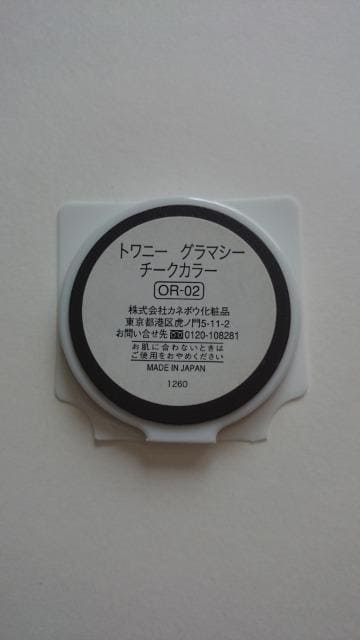 トワニー グラマシー
チークカラー
OR-02
株式会社カネボウ化粧品
東京都港区虎ノ門5-11-2
お問い合せ先 0120-108281
お肌に合わないときは
ご使用をおやめください
MADE IN JAPAN
1260